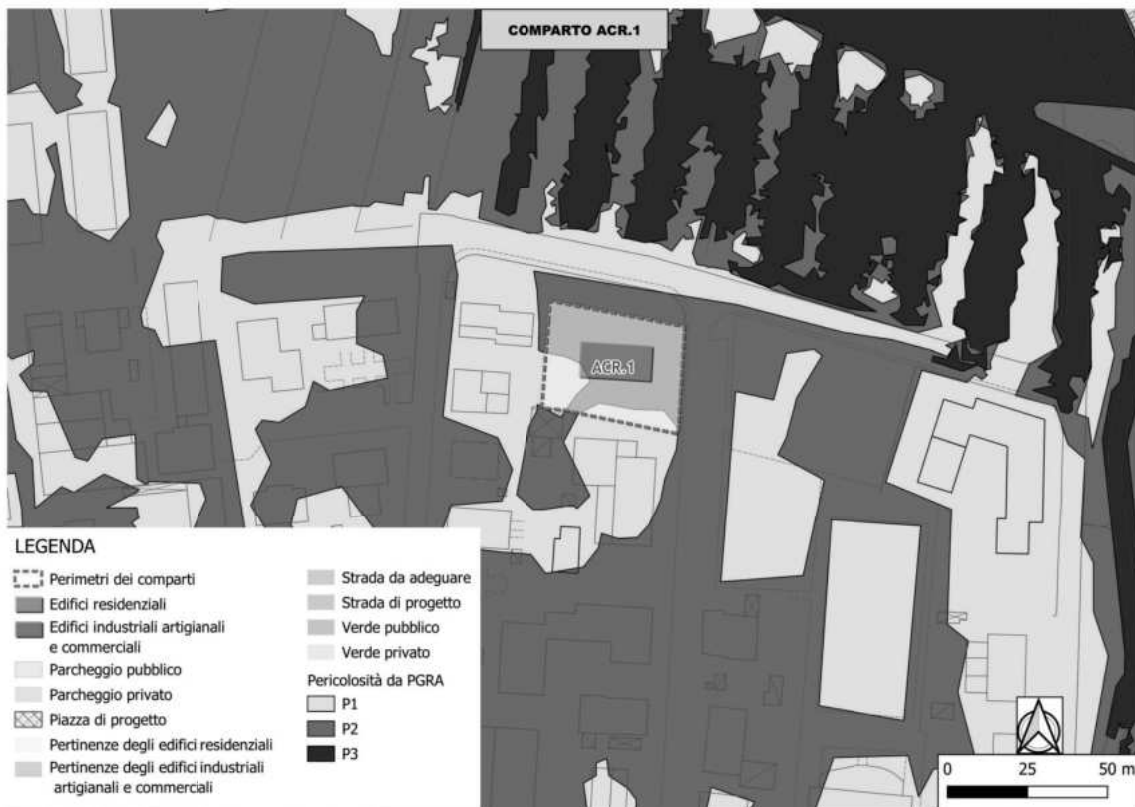 COMPARTO ACR.1
ACR.1
LEGENDA
Perimetri dei comparti
Edifici residenziali
Edifici industriali artigianali
e commerciali
Parcheggio pubblico
Parcheggio privato
Piazza di progetto
Pertinenze degli edifici residenziali
Pertinenze degli edifici industriali
artigianali e commerciali
Strada da adeguare
Strada di progetto
Verde pubblico
Verde privato
Pericolosità da PGRA
P1
P2
P3
0 25 50 m